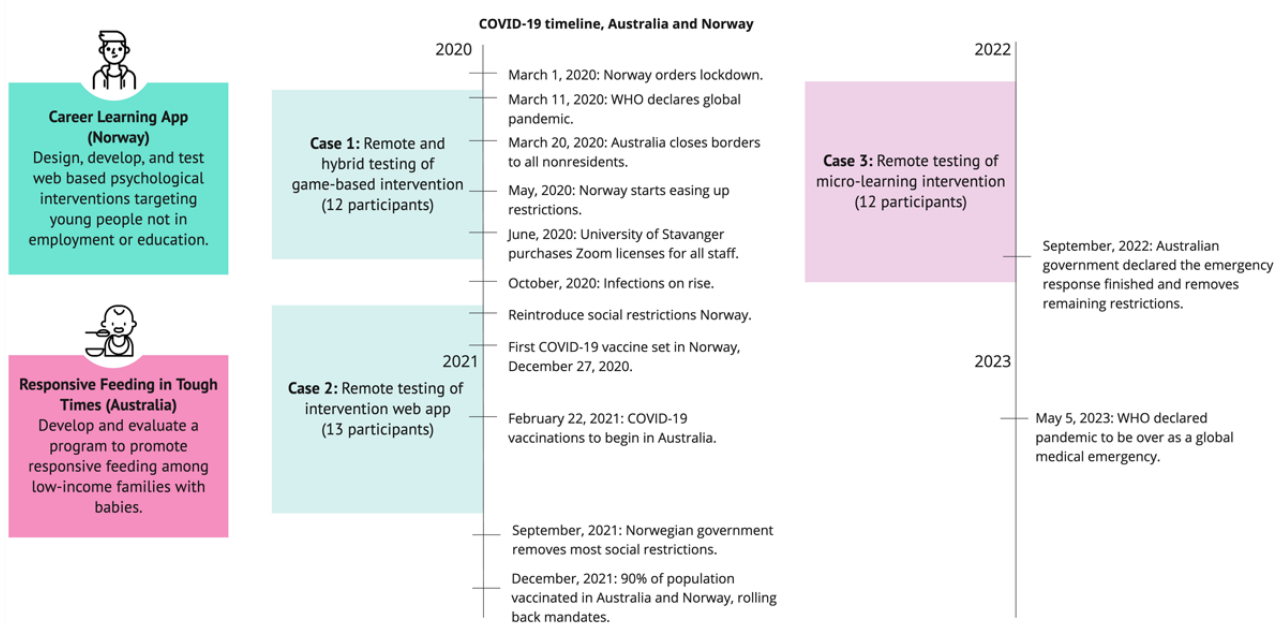 COVID-19 timeline, Australia and Norway
Career Learning App
(Norway)
Design, develop, and test
web based psychological
interventions targeting
young people not in
employment or education.
Responsive Feeding in Tough
Times (Australia)
Develop and evaluate a
program to promote
responsive feeding among
low-income families with
babies.
2020
Case 1: Remote and
hybrid testing of
game-based intervention
(12 participants)
2021
Case 2: Remote testing of
intervention web app
(13 participants)
March 1, 2020: Norway orders lockdown.
March 11, 2020: WHO declares global
pandemic.
March 20, 2020: Australia closes borders
to all nonresidents.
May, 2020: Norway starts easing up
restrictions.
June, 2020: University of Stavanger
purchases Zoom licenses for all staff.
October, 2020: Infections on rise.
Reintroduce social restrictions Norway.
First COVID-19 vaccine set in Norway,
December 27, 2020.
February 22, 2021: COVID-19
vaccinations to begin in Australia.
September, 2021: Norwegian government
removes most social restrictions.
December, 2021: 90% of population
vaccinated in Australia and Norway, rolling
back mandates.
2022
Case 3: Remote testing of
micro-learning intervention
(12 participants)
September, 2022: Australian
government declared the emergency
response finished and removes
remaining restrictions.
2023
May 5, 2023: WHO declared
pandemic to be over as a global
medical emergency.